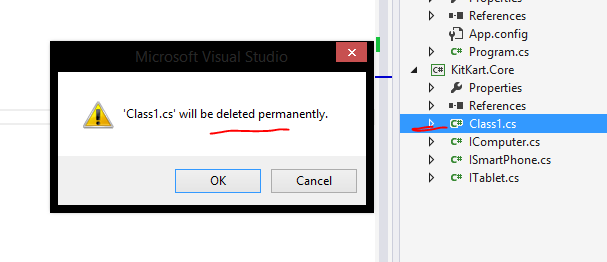 Microsoft Visual Studio
'Class1.cs' will be deleted permanently.
OK
Cancel
Properties
References
App.config
C# Program.cs
C# KitKart.Core
Properties
References
C# Class1.cs
C# IComputer.cs
C# ISmartPhone.cs
C# ITablet.cs